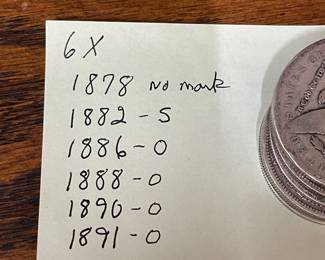 6X
1878 no mark
1882 - S
1886 - O
1888 - O
1890 - O
1891 - O